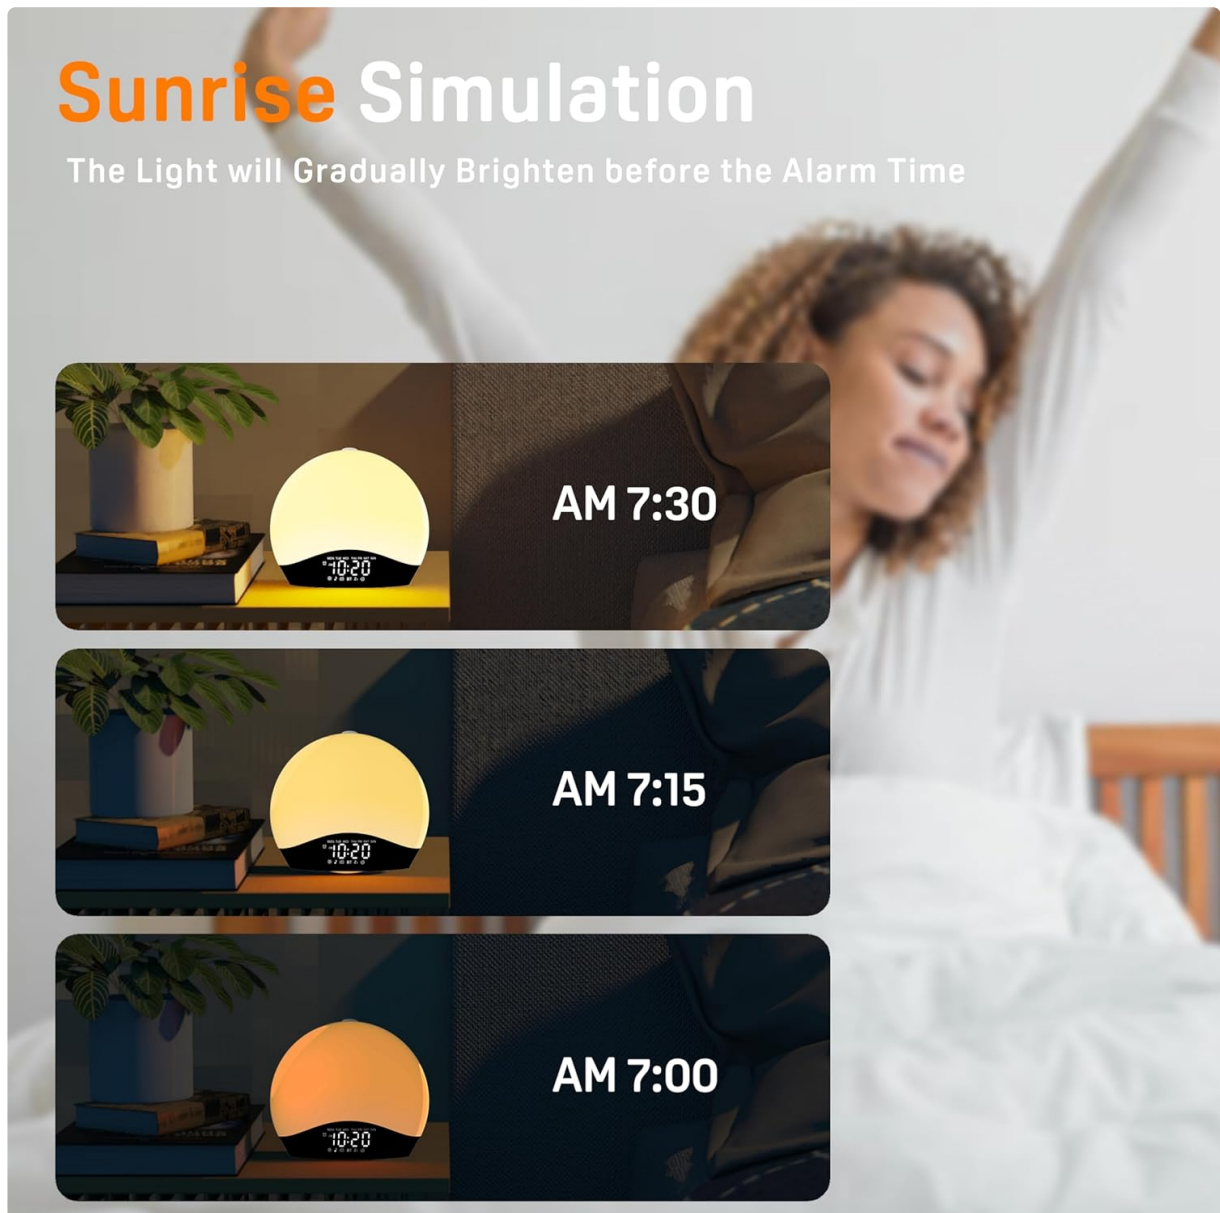 Sunrise Simulation
The Light will Gradually Brighten before the Alarm Time
AM 7:30
10:20
AM 7:15
10:20
AM 7:00
10:20